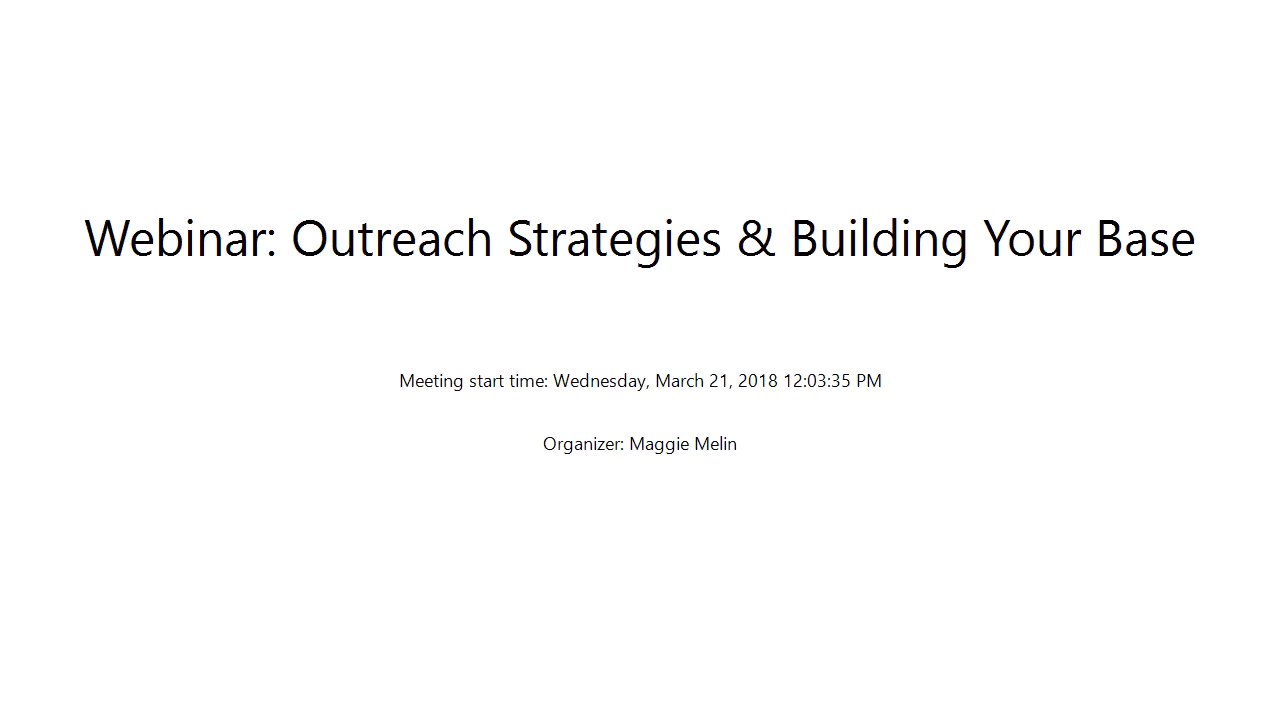 Webinar: Outreach Strategies & Building Your Base
Meeting start time: Wednesday, March 21, 2018 12:03:35 PM
Organizer: Maggie Melin